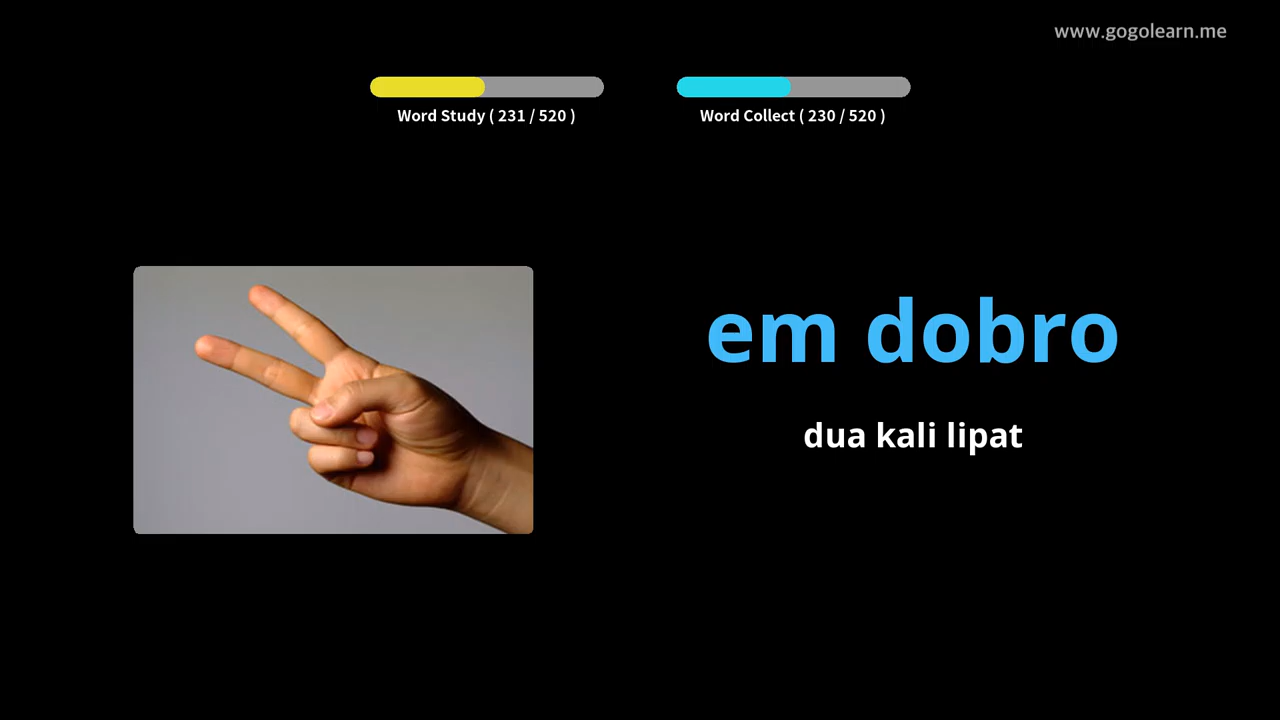 www.gogolearn.me
Word Study ( 231 / 520 )
Word Collect ( 230 / 520 )
em dobro
dua kali lipat